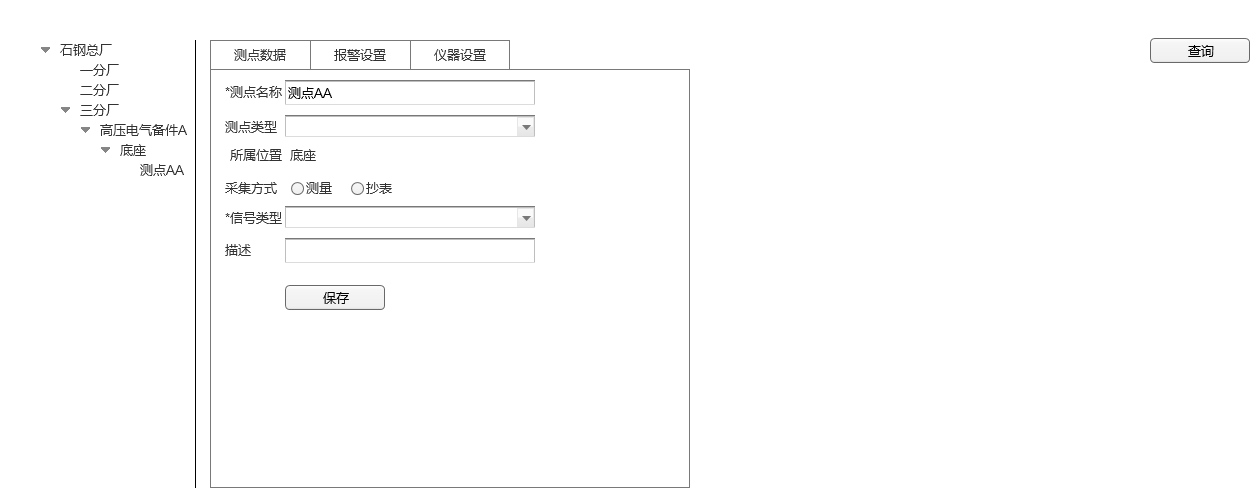 石钢总厂
一分厂
二分厂
三分厂
高压电气备件A
底座
测点AA
测点数据 报警设置 仪器设置
*测点名称 测点AA
测点类型
所属位置 底座
采集方式 测量 抄表
*信号类型
描述
保存
查询